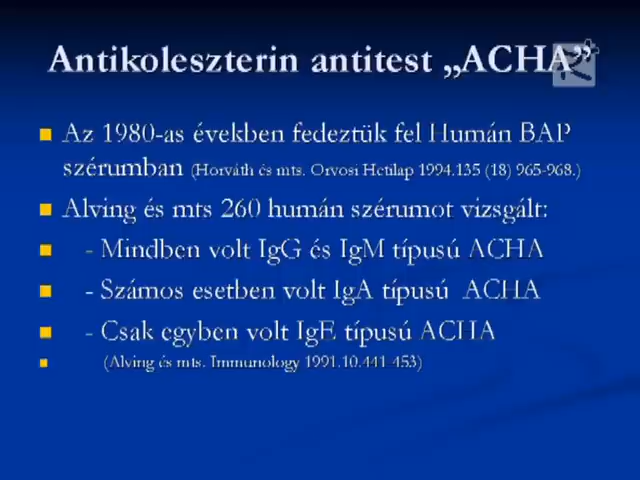 Antikoleszterin antitest „ACHA”
Az 1980-as években fedeztük fel Humán BAP
szérumban (Horváth és mts. Orvosi Hetilap 1994.135 (18) 965-968.)
Alving és mts 260 humán szérumot vizsgált:
- Mindben volt IgG és IgM típusú ACHA
- Számos esetben volt IgA típusú ACHA
- Csak egyben volt IgE típusú ACHA
(Alving és mts. Immunology 1991.10.441-453)